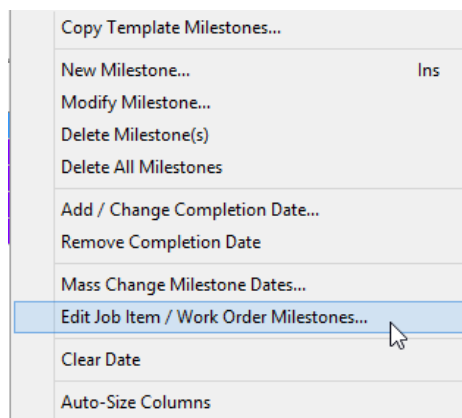 Copy Template Milestones...
New Milestone... Ins
Modify Milestone...
Delete Milestone(s)
Delete All Milestones
Add / Change Completion Date...
Remove Completion Date
Mass Change Milestone Dates...
Edit Job Item / Work Order Milestones...
Clear Date
Auto-Size Columns